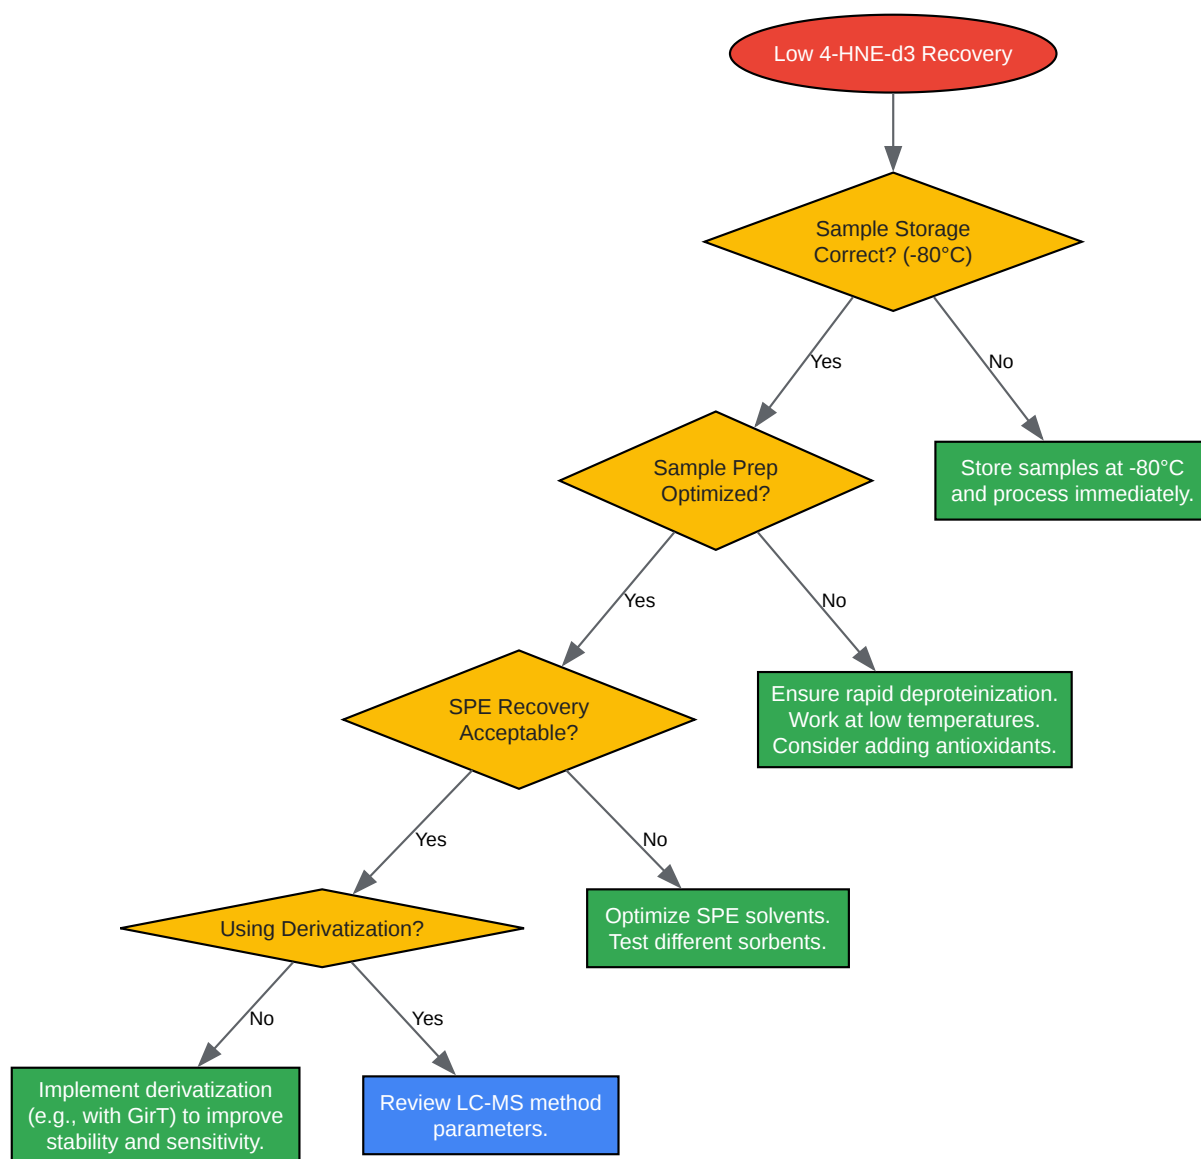 Low 4-HNE-d3 Recovery
Sample Storage
Correct? (-80°C)
Yes
No
Sample Prep
Optimized?
Store samples at -80°C
and process immediately.
Yes
No
SPE Recovery
Acceptable?
Ensure rapid deproteinization.
Work at low temperatures.
Consider adding antioxidants.
Yes
No
Using Derivatization?
Optimize SPE solvents.
Test different sorbents.
No
Yes
Implement derivatization
(e.g., with GirT) to improve
stability and sensitivity.
Review LC-MS method
parameters.